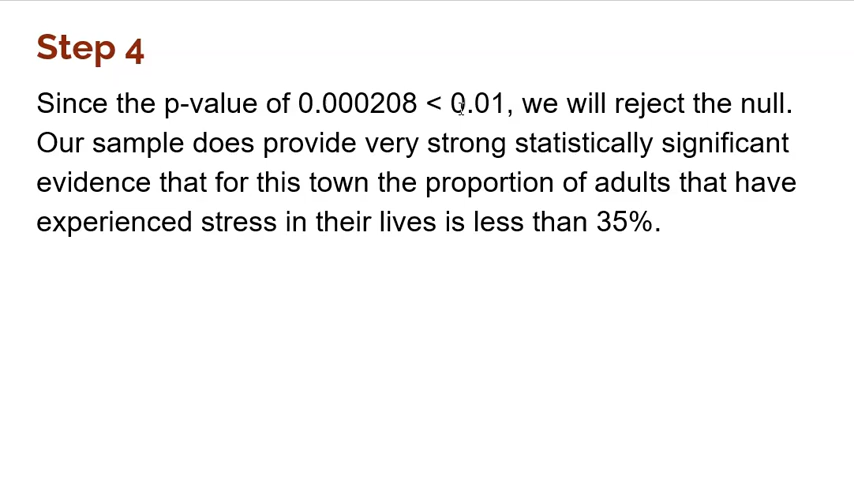 Step 4
Since the p-value of 0.000208 < 0.01, we will reject the null.
Our sample does provide very strong statistically significant
evidence that for this town the proportion of adults that have
experienced stress in their lives is less than 35%.